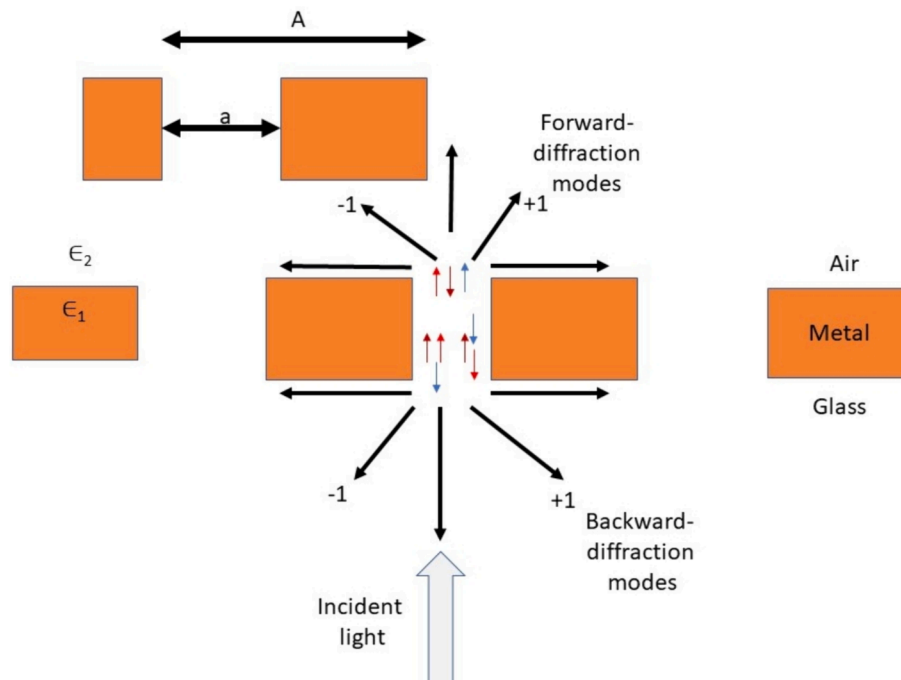 A
a
Forward-
diffraction
modes
-1
+1
∈2
∈1
Air
Metal
Glass
-1
+1
Backward-
diffraction
modes
Incident
light